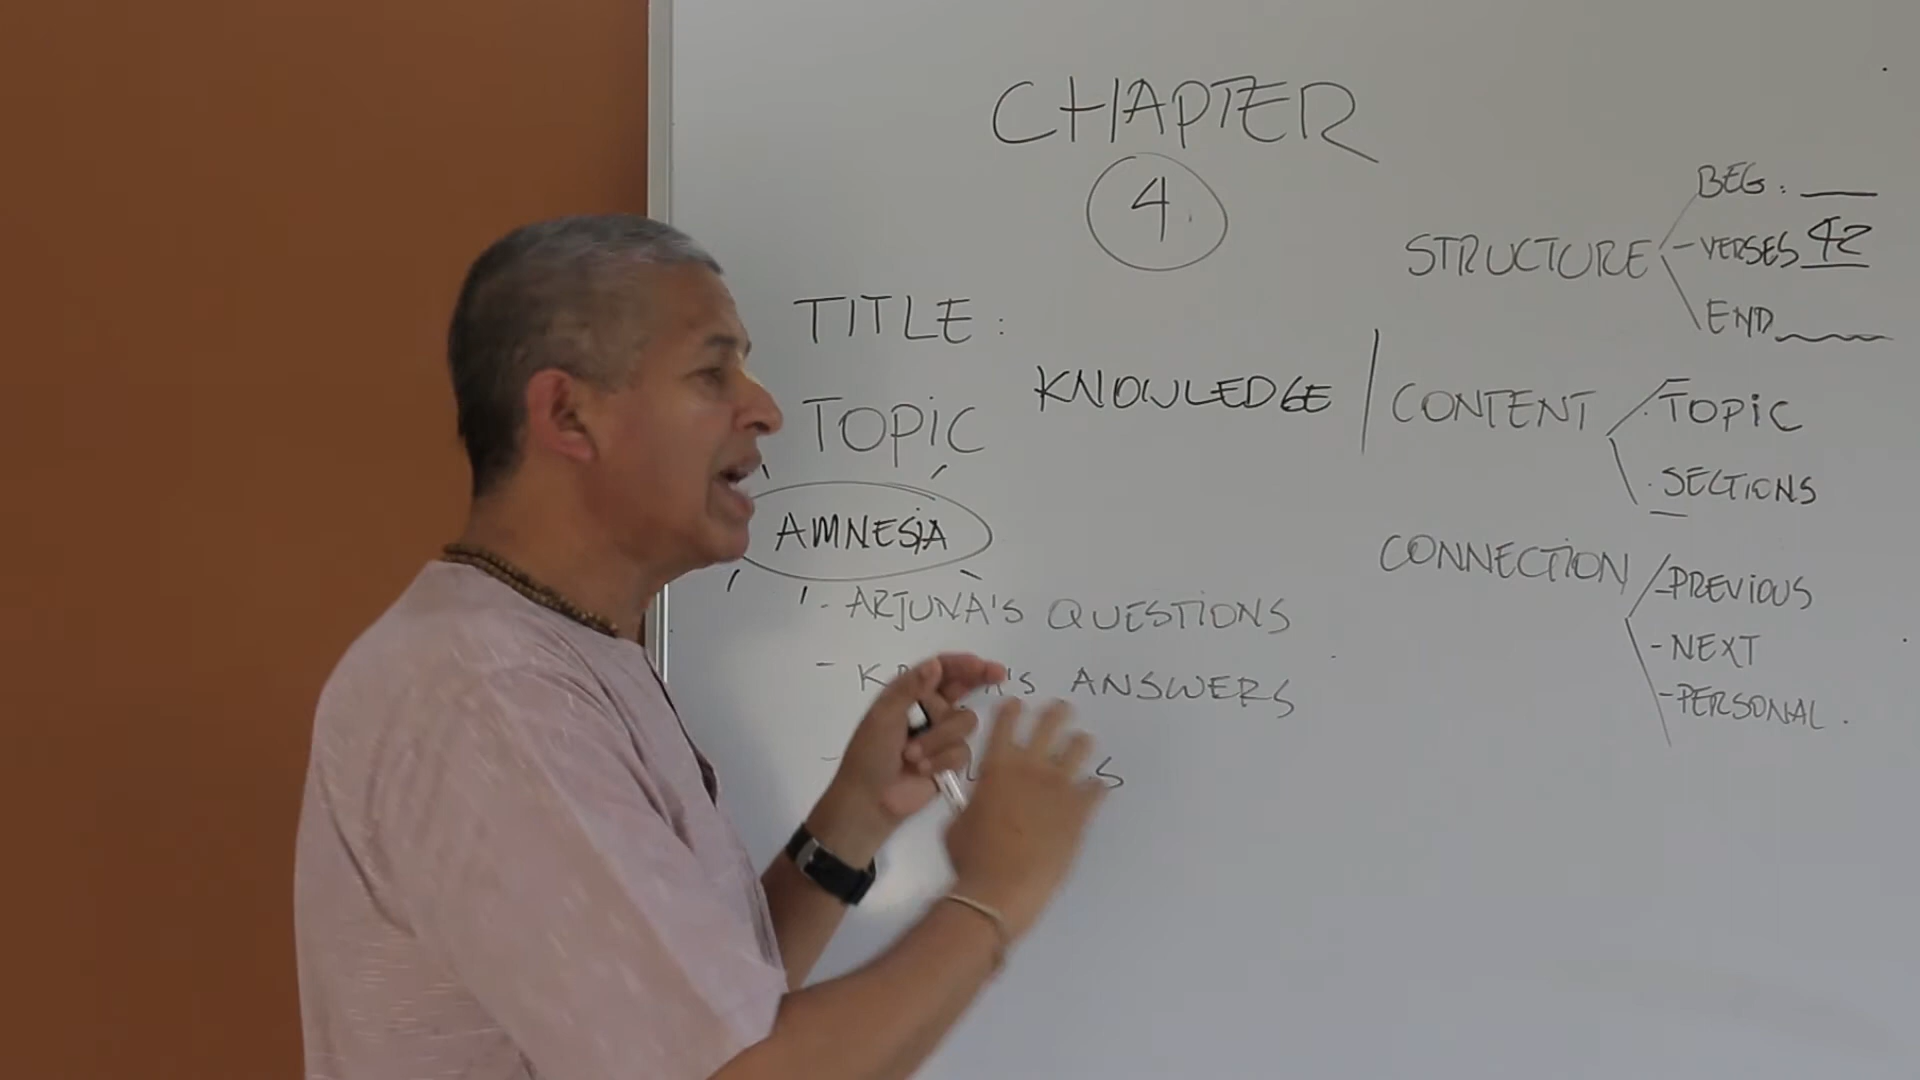 CHAPTER
4
TITLE:
TOPIC
KNOWLEDGE
AMNESIA
- ARJUNA'S QUESTIONS
- ANSWERS
STRUCTURE
BEG:
- VERSES 42
END
CONTENT
· TOPIC
· SECTIONS
CONNECTION
- PREVIOUS
- NEXT
- PERSONAL.